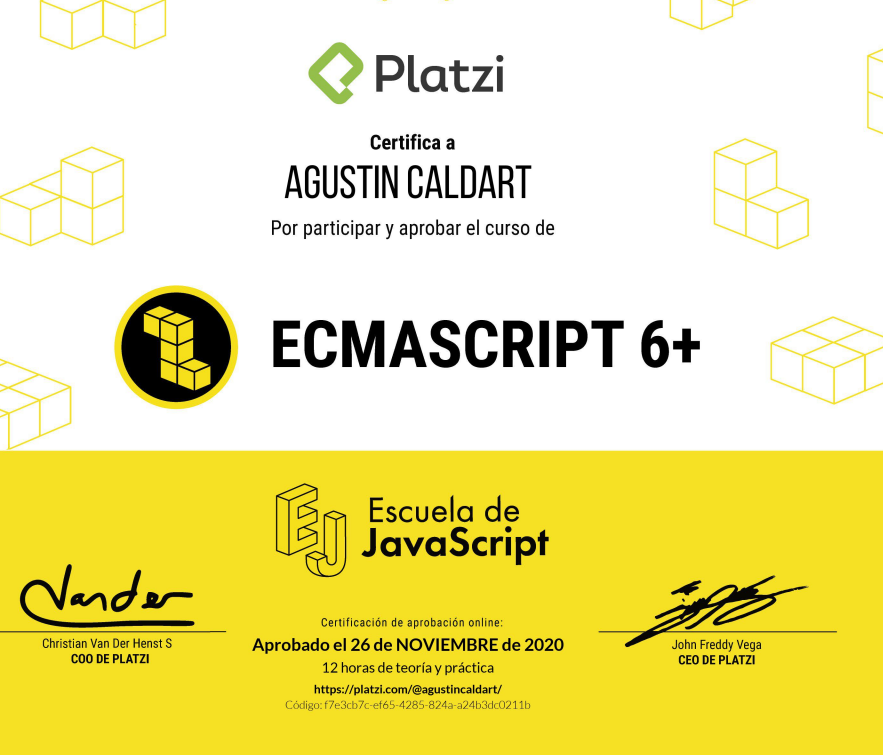 Platzi
Certifica a
AGUSTIN CALDART
Por participar y aprobar el curso de
ECMASCRIPT 6+
EJ
Escuela de
JavaScript
Vander
Certificación de aprobación online:
Aprobado el 26 de NOVIEMBRE de 2020
12 horas de teoría y práctica
https://platzi.com/@agustincaldart/
Código: f7e3cb7c-ef65-4285-824a-a24b3dc0211b
Christian Van Der Henst S
COO DE PLATZI
John Freddy Vega
CEO DE PLATZI